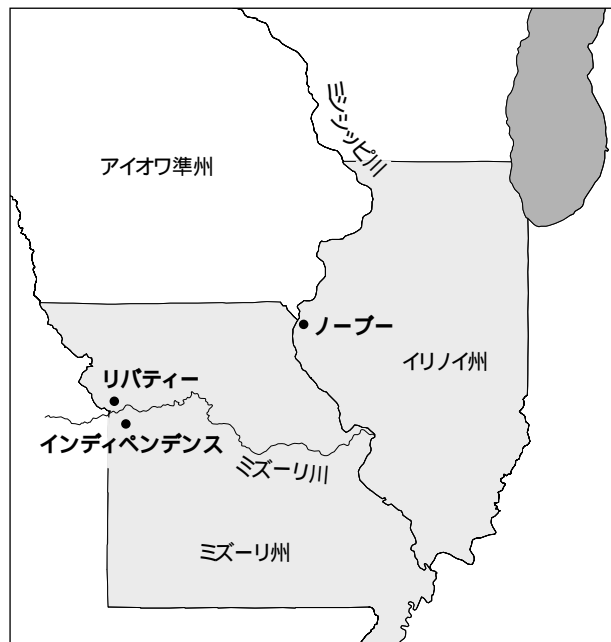 ミシシッピ川
アイオワ準州
ノーブー
イリノイ州
リバティー
インディペンデンス
ミズーリ川
ミズーリ州